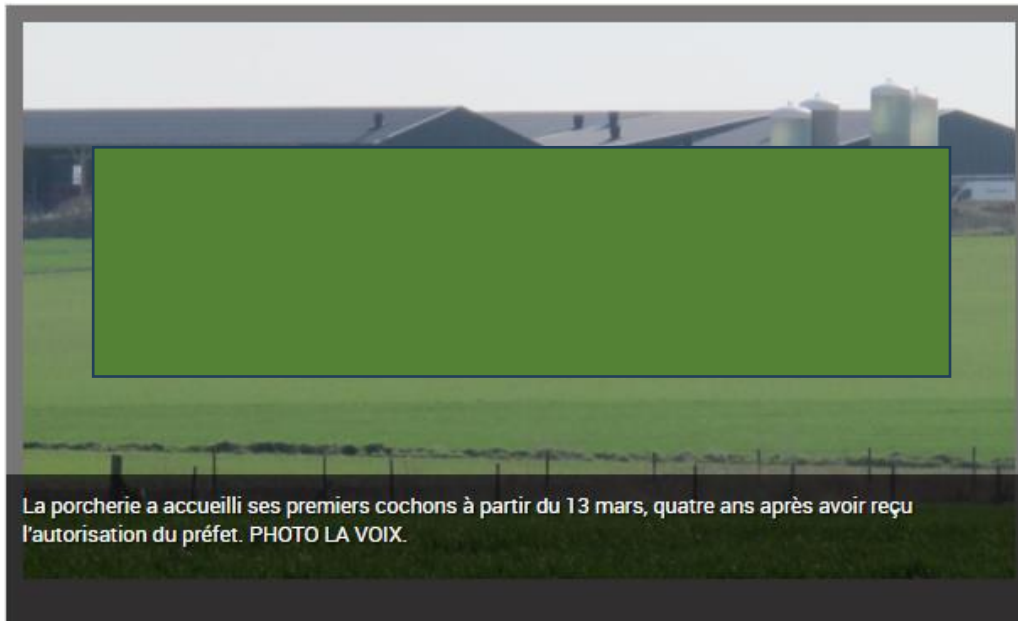 La porcherie a accueilli ses premiers cochons à partir du 13 mars, quatre ans après avoir reçu
l'autorisation du préfet. PHOTO LA VOIX.